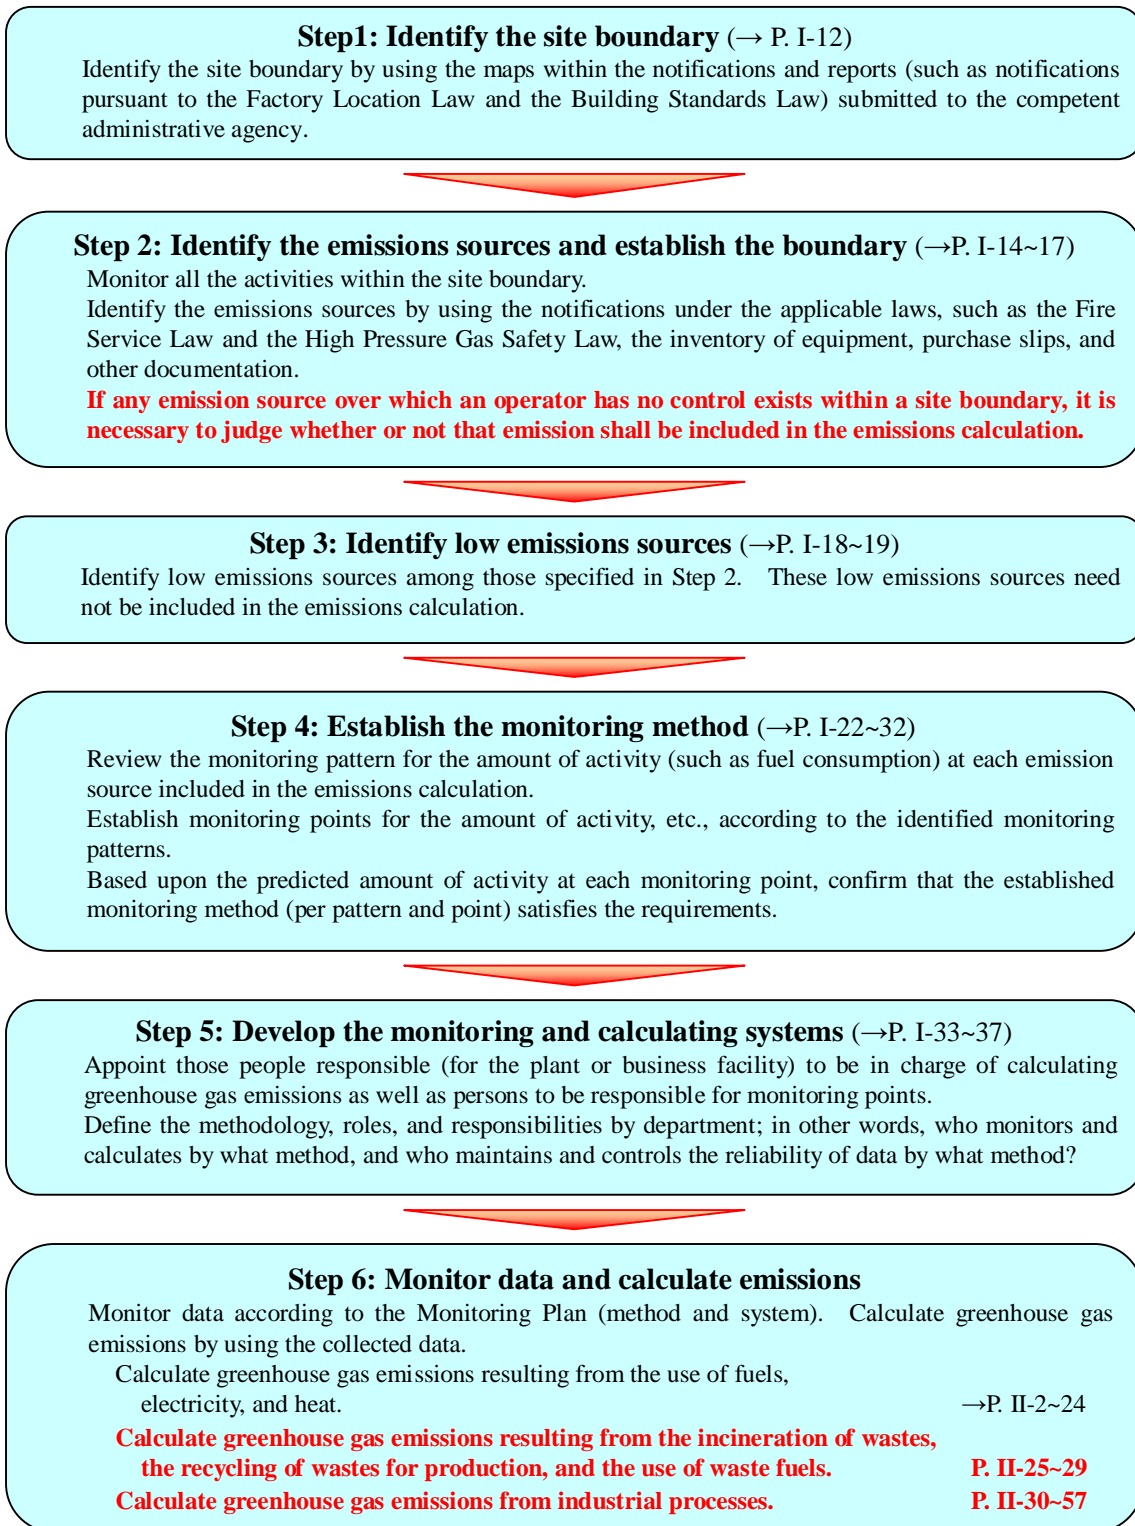 Step1: Identify the site boundary (→ P. I-12)
Identify the site boundary by using the maps within the notifications and reports (such as notifications
pursuant to the Factory Location Law and the Building Standards Law) submitted to the competent
administrative agency.
Step 2: Identify the emissions sources and establish the boundary (→P. I-14~17)
Monitor all the activities within the site boundary.
Identify the emissions sources by using the notifications under the applicable laws, such as the Fire
Service Law and the High Pressure Gas Safety Law, the inventory of equipment, purchase slips, and
other documentation.
If any emission source over which an operator has no control exists within a site boundary, it is
necessary to judge whether or not that emission shall be included in the emissions calculation.
Step 3: Identify low emissions sources (→P. I-18~19)
Identify low emissions sources among those specified in Step 2. These low emissions sources need
not be included in the emissions calculation.
Step 4: Establish the monitoring method (→P. I-22~32)
Review the monitoring pattern for the amount of activity (such as fuel consumption) at each emission
source included in the emissions calculation.
Establish monitoring points for the amount of activity, etc., according to the identified monitoring
patterns.
Based upon the predicted amount of activity at each monitoring point, confirm that the established
monitoring method (per pattern and point) satisfies the requirements.
Step 5: Develop the monitoring and calculating systems (→P. I-33~37)
Appoint those people responsible (for the plant or business facility) to be in charge of calculating
greenhouse gas emissions as well as persons to be responsible for monitoring points.
Define the methodology, roles, and responsibilities by department; in other words, who monitors and
calculates by what method, and who maintains and controls the reliability of data by what method?
Step 6: Monitor data and calculate emissions
Monitor data according to the Monitoring Plan (method and system). Calculate greenhouse gas
emissions by using the collected data.
Calculate greenhouse gas emissions resulting from the use of fuels,
electricity, and heat. →P. II-2~24
Calculate greenhouse gas emissions resulting from the incineration of wastes,
the recycling of wastes for production, and the use of waste fuels. P. II-25~29
Calculate greenhouse gas emissions from industrial processes. P. II-30~57